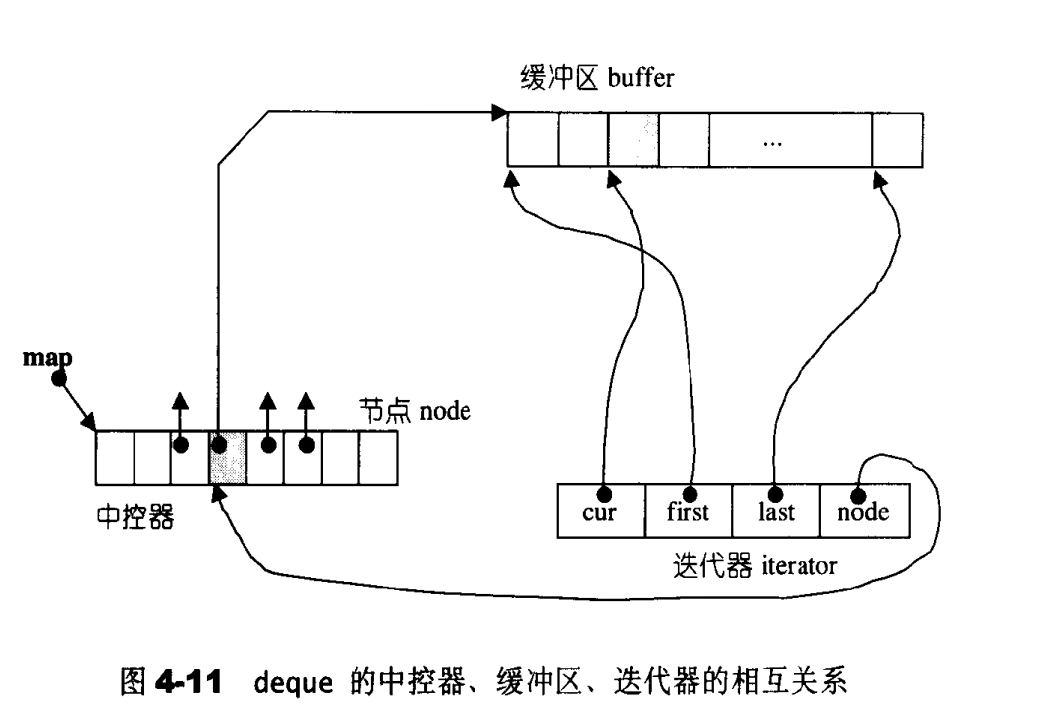 缓冲区 buffer
...
map
节点 node
中控器
cur first last node
迭代器 iterator
图 4-11 deque 的中控器、缓冲区、迭代器的相互关系